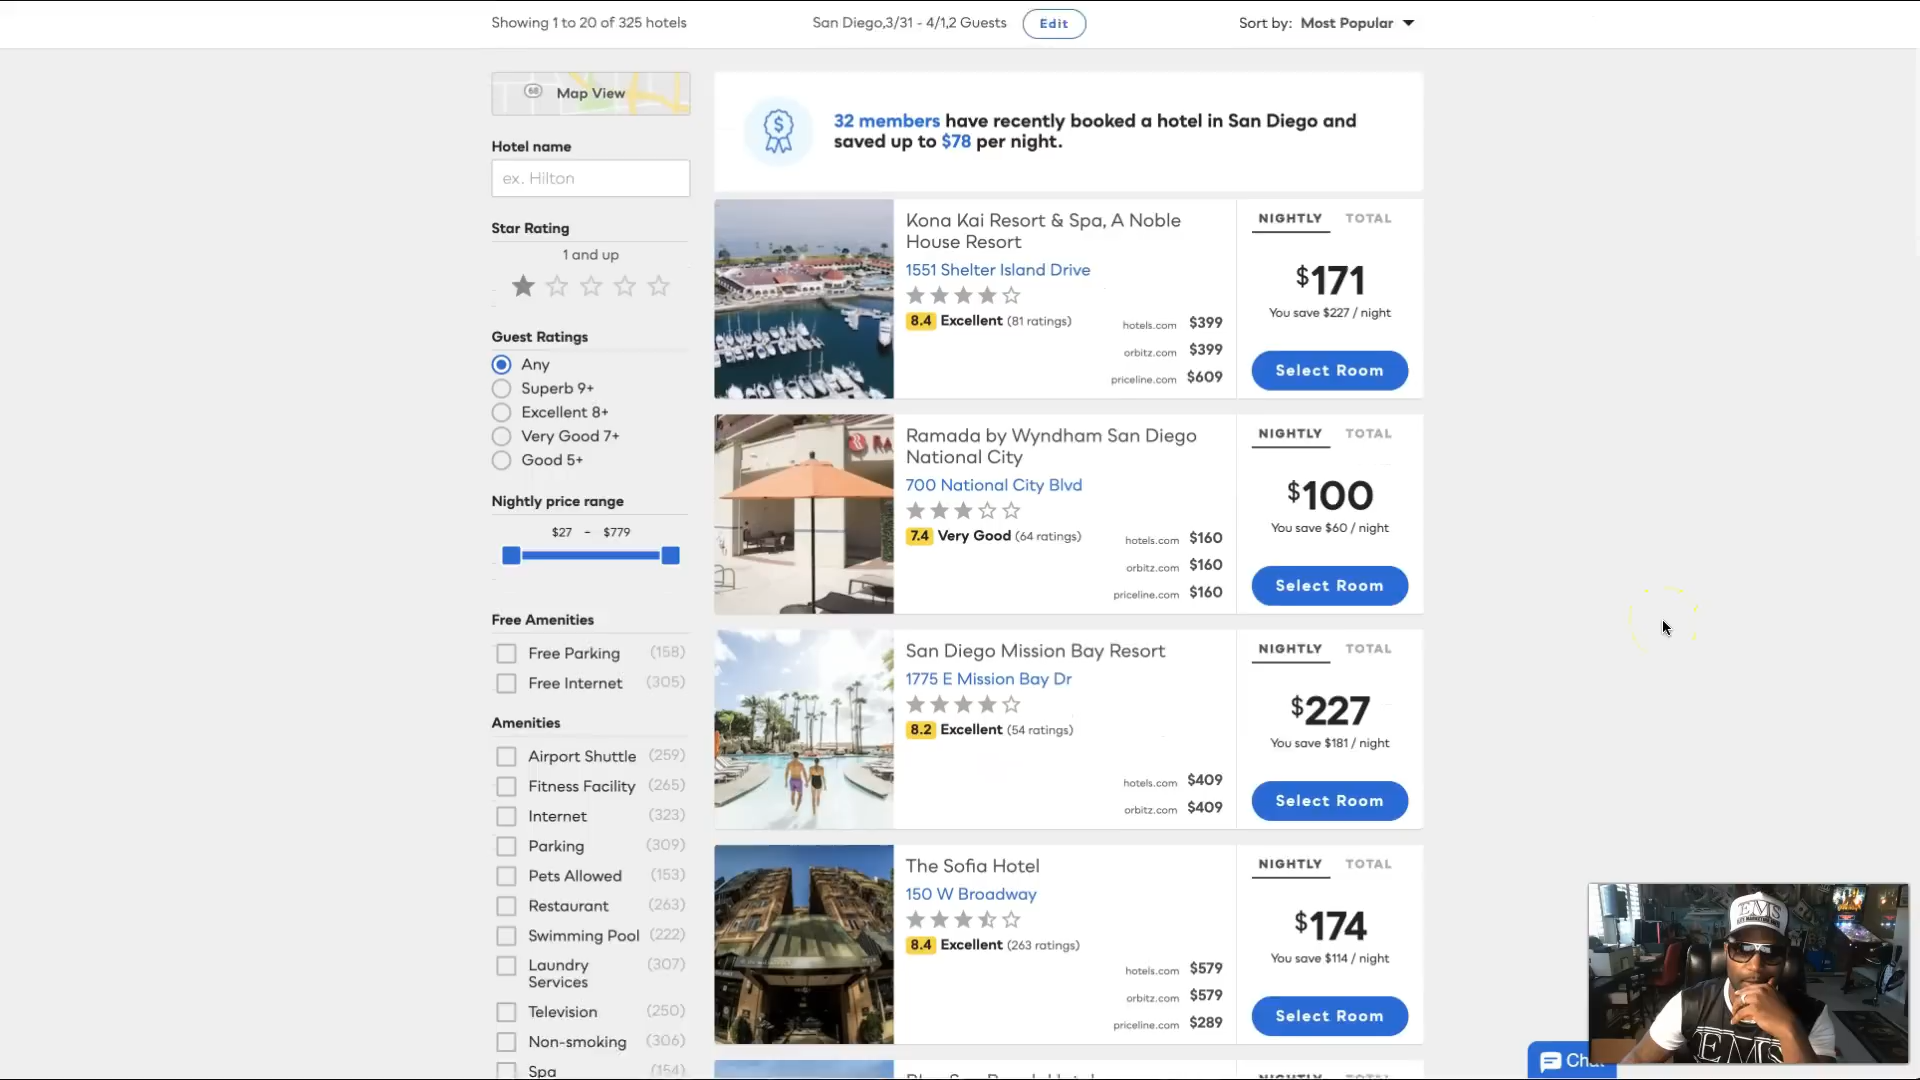 Showing 1 to 20 of 325 hotels
San Diego,3/31 - 4/1,2 Guests
Edit
Sort by: Most Popular
68
Map View
Hotel name
ex. Hilton
Star Rating
1 and up
Guest Ratings
Any
Superb 9+
Excellent 8+
Very Good 7+
Good 5+
Nightly price range
$27 - $779
Free Amenities
Free Parking (158)
Free Internet (305)
Amenities
Airport Shuttle (259)
Fitness Facility (265)
Internet (323)
Parking (309)
Pets Allowed (153)
Restaurant (263)
Swimming Pool (222)
Laundry (307)
Services
Television (250)
Non-smoking (306)
Spa (154)
32 members have recently booked a hotel in San Diego and
saved up to $78 per night.
Kona Kai Resort & Spa, A Noble
House Resort
1551 Shelter Island Drive
8.4 Excellent (81 ratings)
hotels.com $399
orbitz.com $399
priceline.com $609
NIGHTLY TOTAL
$171
You save $227 / night
Select Room
Ramada by Wyndham San Diego
National City
700 National City Blvd
7.4 Very Good (64 ratings)
hotels.com $160
orbitz.com $160
priceline.com $160
NIGHTLY TOTAL
$100
You save $60 / night
Select Room
San Diego Mission Bay Resort
1775 E Mission Bay Dr
8.2 Excellent (54 ratings)
hotels.com $409
orbitz.com $409
NIGHTLY TOTAL
$227
You save $181 / night
Select Room
The Sofia Hotel
150 W Broadway
8.4 Excellent (263 ratings)
hotels.com $579
orbitz.com $579
priceline.com $289
NIGHTLY TOTAL
$174
You save $114 / night
Select Room
EMS
EMS